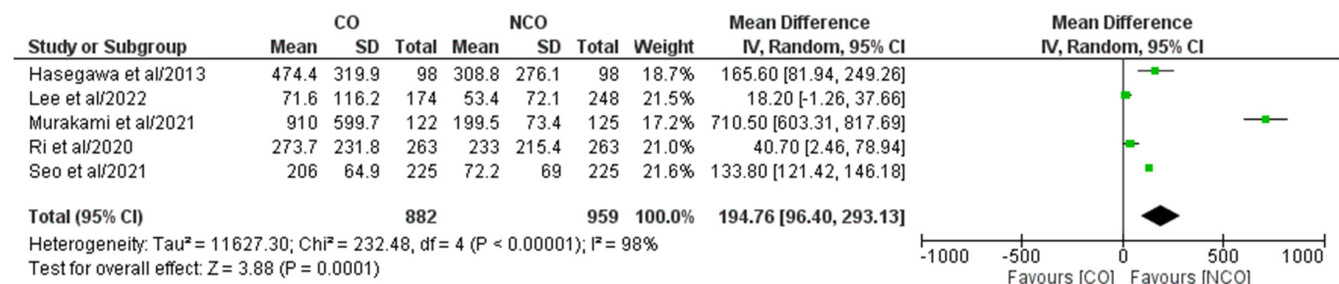 CO NCO Mean Difference Mean Difference
Study or Subgroup Mean SD Total Mean SD Total Weight IV, Random, 95% CI IV, Random, 95% CI
Hasegawa et al/2013 474.4 319.9 98 308.8 276.1 98 18.7% 165.60 [81.94, 249.26]
Lee et al/2022 71.6 116.2 174 53.4 72.1 248 21.5% 18.20 [-1.26, 37.66]
Murakami et al/2021 910 599.7 122 199.5 73.4 125 17.2% 710.50 [603.31, 817.69]
Ri et al/2020 273.7 231.8 263 233 215.4 263 21.0% 40.70 [2.46, 78.94]
Seo et al/2021 206 64.9 225 72.2 69 225 21.6% 133.80 [121.42, 146.18]
Total (95% CI) 882 959 100.0% 194.76 [96.40, 293.13]
Heterogeneity: Tau² = 11627.30; Chi² = 232.48, df = 4 (P < 0.00001); I² = 98%
Test for overall effect: Z = 3.88 (P = 0.0001)
-1000 -500 0 500 1000
Favours [CO] Favours [NCO]